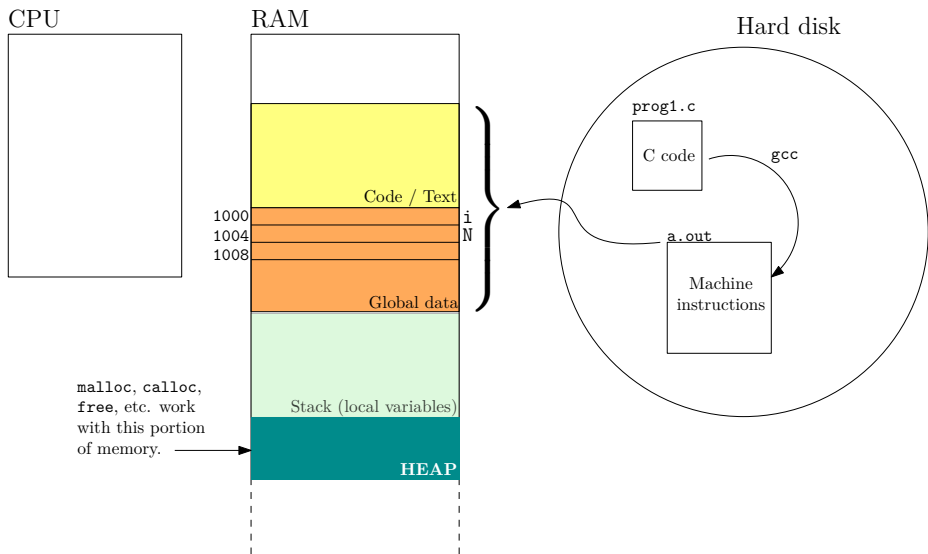 CPU
RAM
Hard disk
prog1.c
C code
gcc
Code / Text
1000
i
1004
N
1008
a.out
Machine
instructions
Global data
malloc, calloc,
free, etc. work
with this portion
of memory.
Stack (local variables)
HEAP